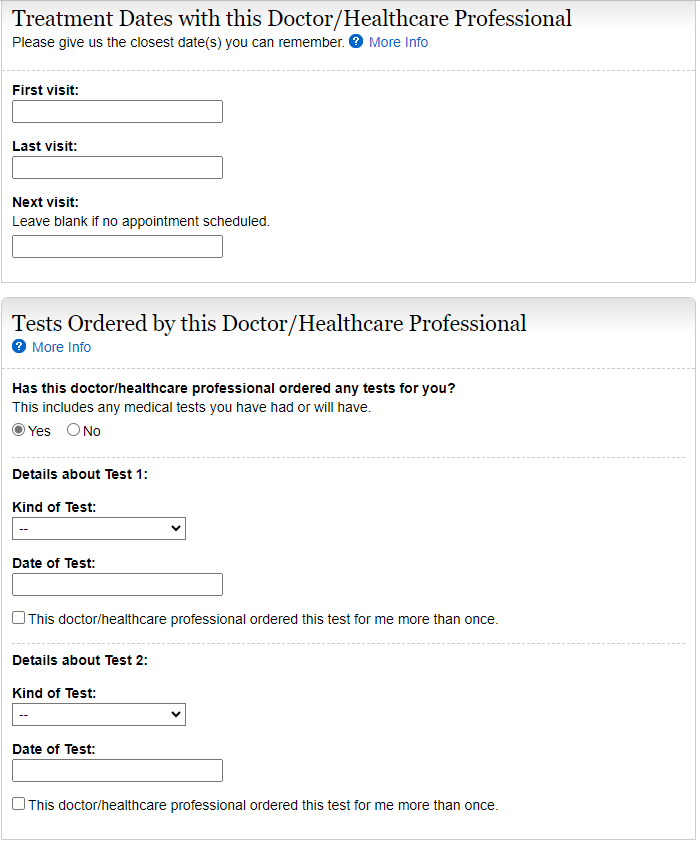 Treatment Dates with this Doctor/Healthcare Professional
Please give us the closest date(s) you can remember. ? More Info
First visit:
Last visit:
Next visit:
Leave blank if no appointment scheduled.
Tests Ordered by this Doctor/Healthcare Professional
? More Info
Has this doctor/healthcare professional ordered any tests for you?
This includes any medical tests you have had or will have.
Yes No
Details about Test 1:
Kind of Test:
--
Date of Test:
This doctor/healthcare professional ordered this test for me more than once.
Details about Test 2:
Kind of Test:
--
Date of Test:
This doctor/healthcare professional ordered this test for me more than once.